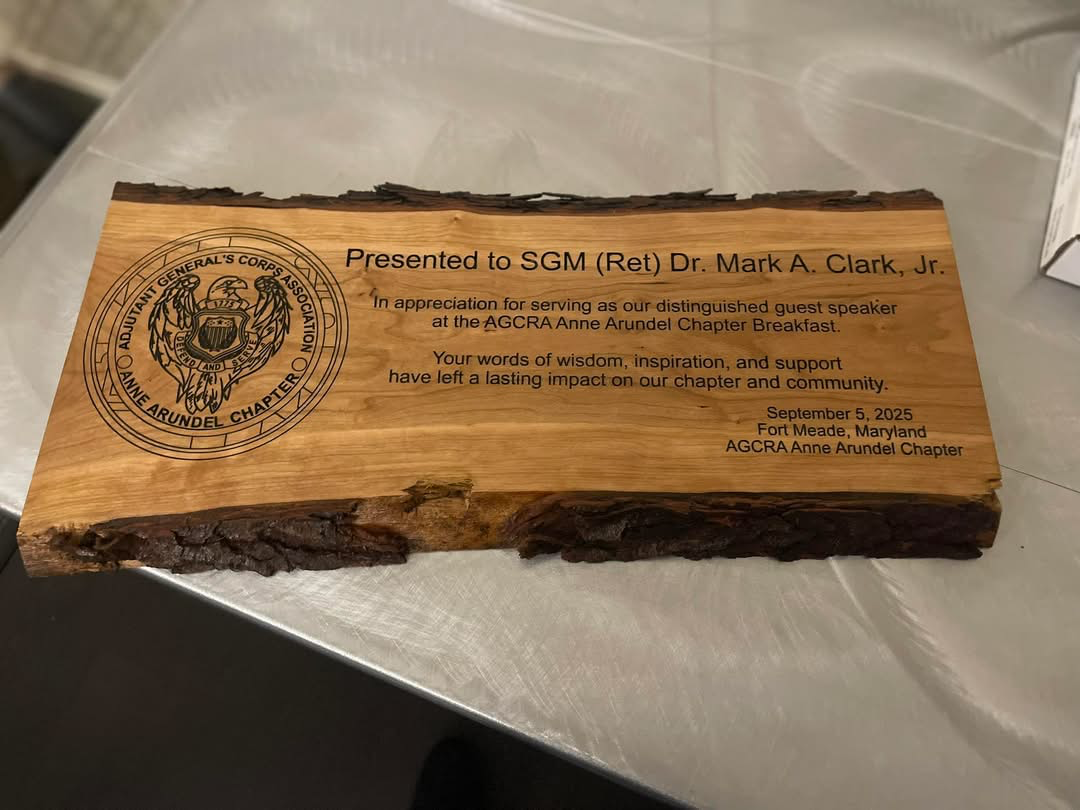 ADJUTANT GENERAL'S CORPS ASSOCIATION
1775
DEFEND AND SERVE
ANNE ARUNDEL CHAPTER
Presented to SGM (Ret) Dr. Mark A. Clark, Jr.
In appreciation for serving as our distinguished guest speaker
at the AGCRA Anne Arundel Chapter Breakfast.
Your words of wisdom, inspiration, and support
have left a lasting impact on our chapter and community.
September 5, 2025
Fort Meade, Maryland
AGCRA Anne Arundel Chapter